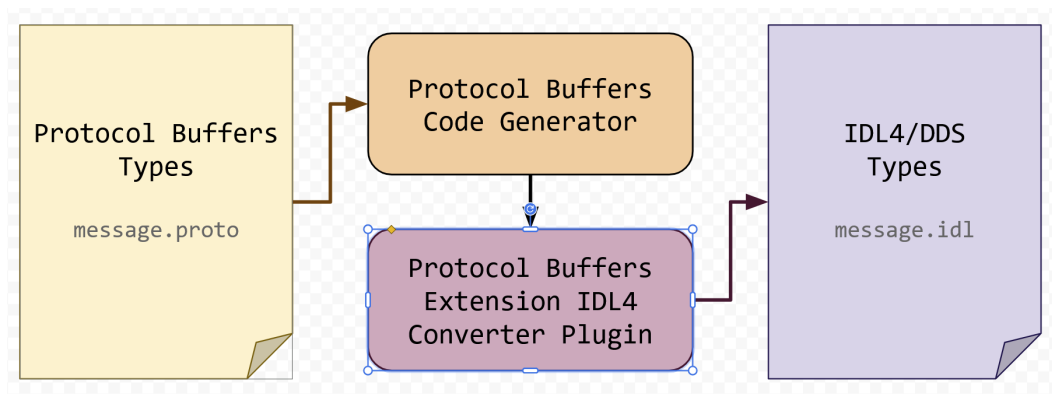 Protocol Buffers
Types
message.proto
Protocol Buffers
Code Generator
Protocol Buffers
Extension IDL4
Converter Plugin
IDL4/DDS
Types
message.idl